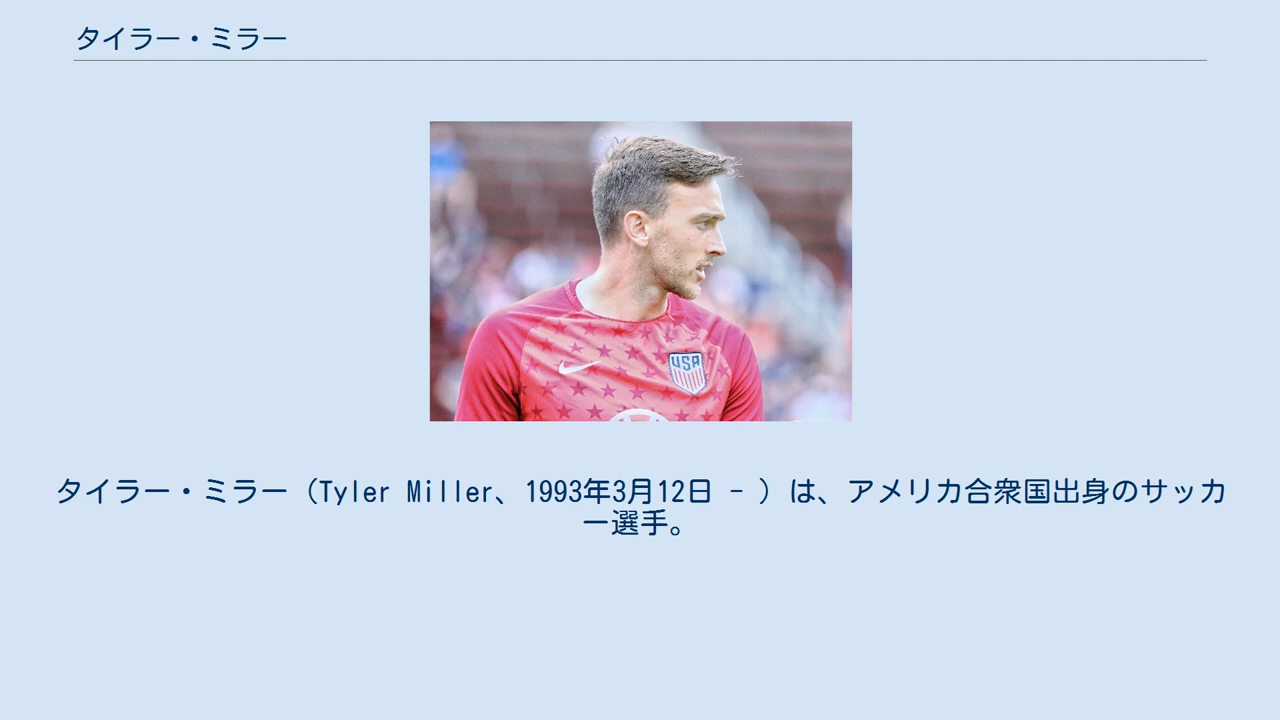 タイラー・ミラー
USA
タイラー・ミラー（Tyler Miller、1993年3月12日 - ）は、アメリカ合衆国出身のサッカ
ー選手。